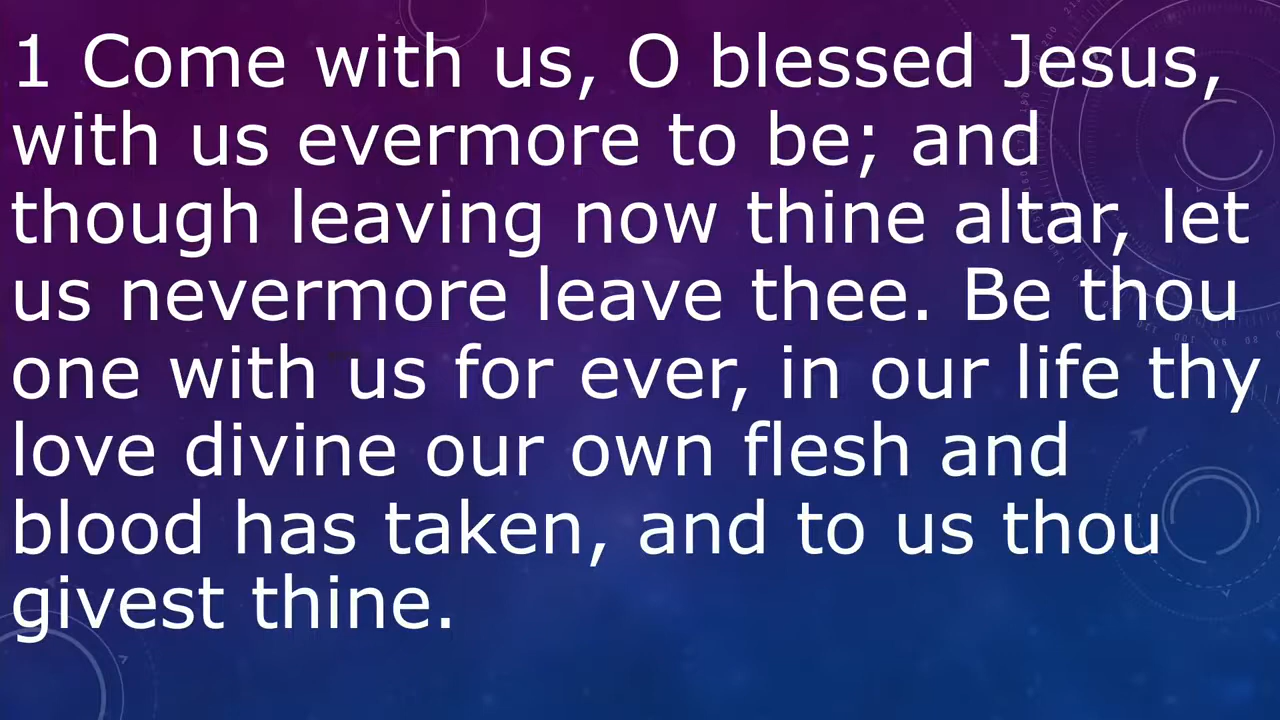 1 Come with us, O blessed Jesus,
with us evermore to be; and
though leaving now thine altar, let
us nevermore leave thee. Be thou
one with us for ever, in our life thy
love divine our own flesh and
blood has taken, and to us thou
givest thine.